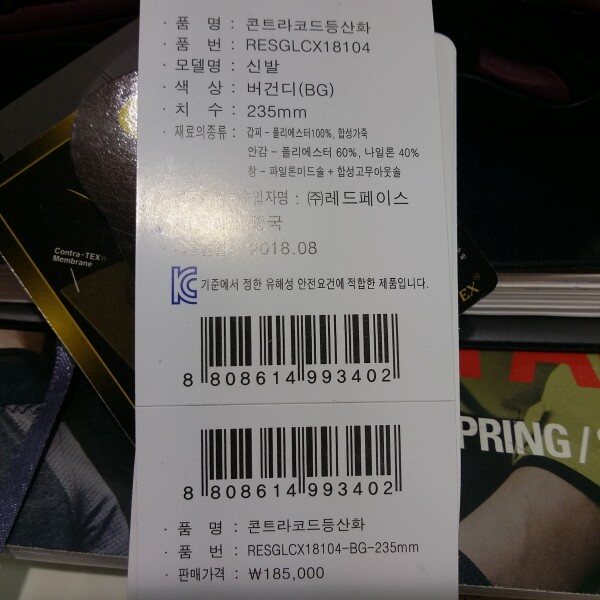 · 품 명 : 콘트라코드등산화
· 품 번 : RESGLCX18104
· 모델명 : 신발
· 색 상 : 버건디(BG)
· 치 수 : 235mm
· 재료의종류 : 갑피 - 폴리에스터100%, 합성가죽
안감 - 폴리에스터 60%, 나일론 40%
창 - 파일론미드솔 + 합성고무아웃솔
: ㈜레드페이스
2018.08
KC 기준에서 정한 유해성 안전요건에 적합한 제품입니다.
8 808614 993402
8 808614 993402
· 품 명 : 콘트라코드등산화
· 품 번 : RESGLCX18104-BG-235mm
· 판매가격 : ₩185,000
Contra-TEX®
Membrane
PRING/